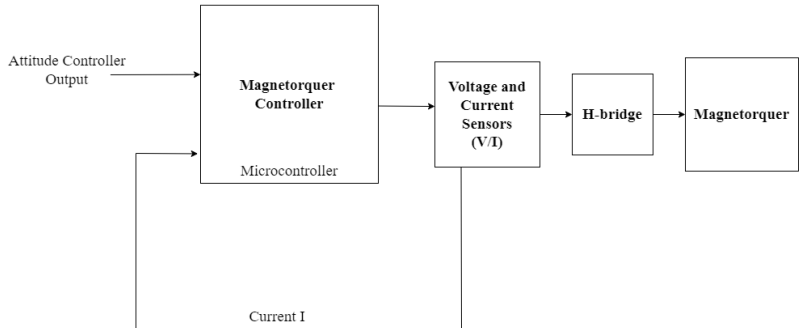 Attitude Controller
Output
Magnetorquer
Controller
Microcontroller
Voltage and
Current
Sensors
(V/I)
H-bridge
Magnetorquer
Current I